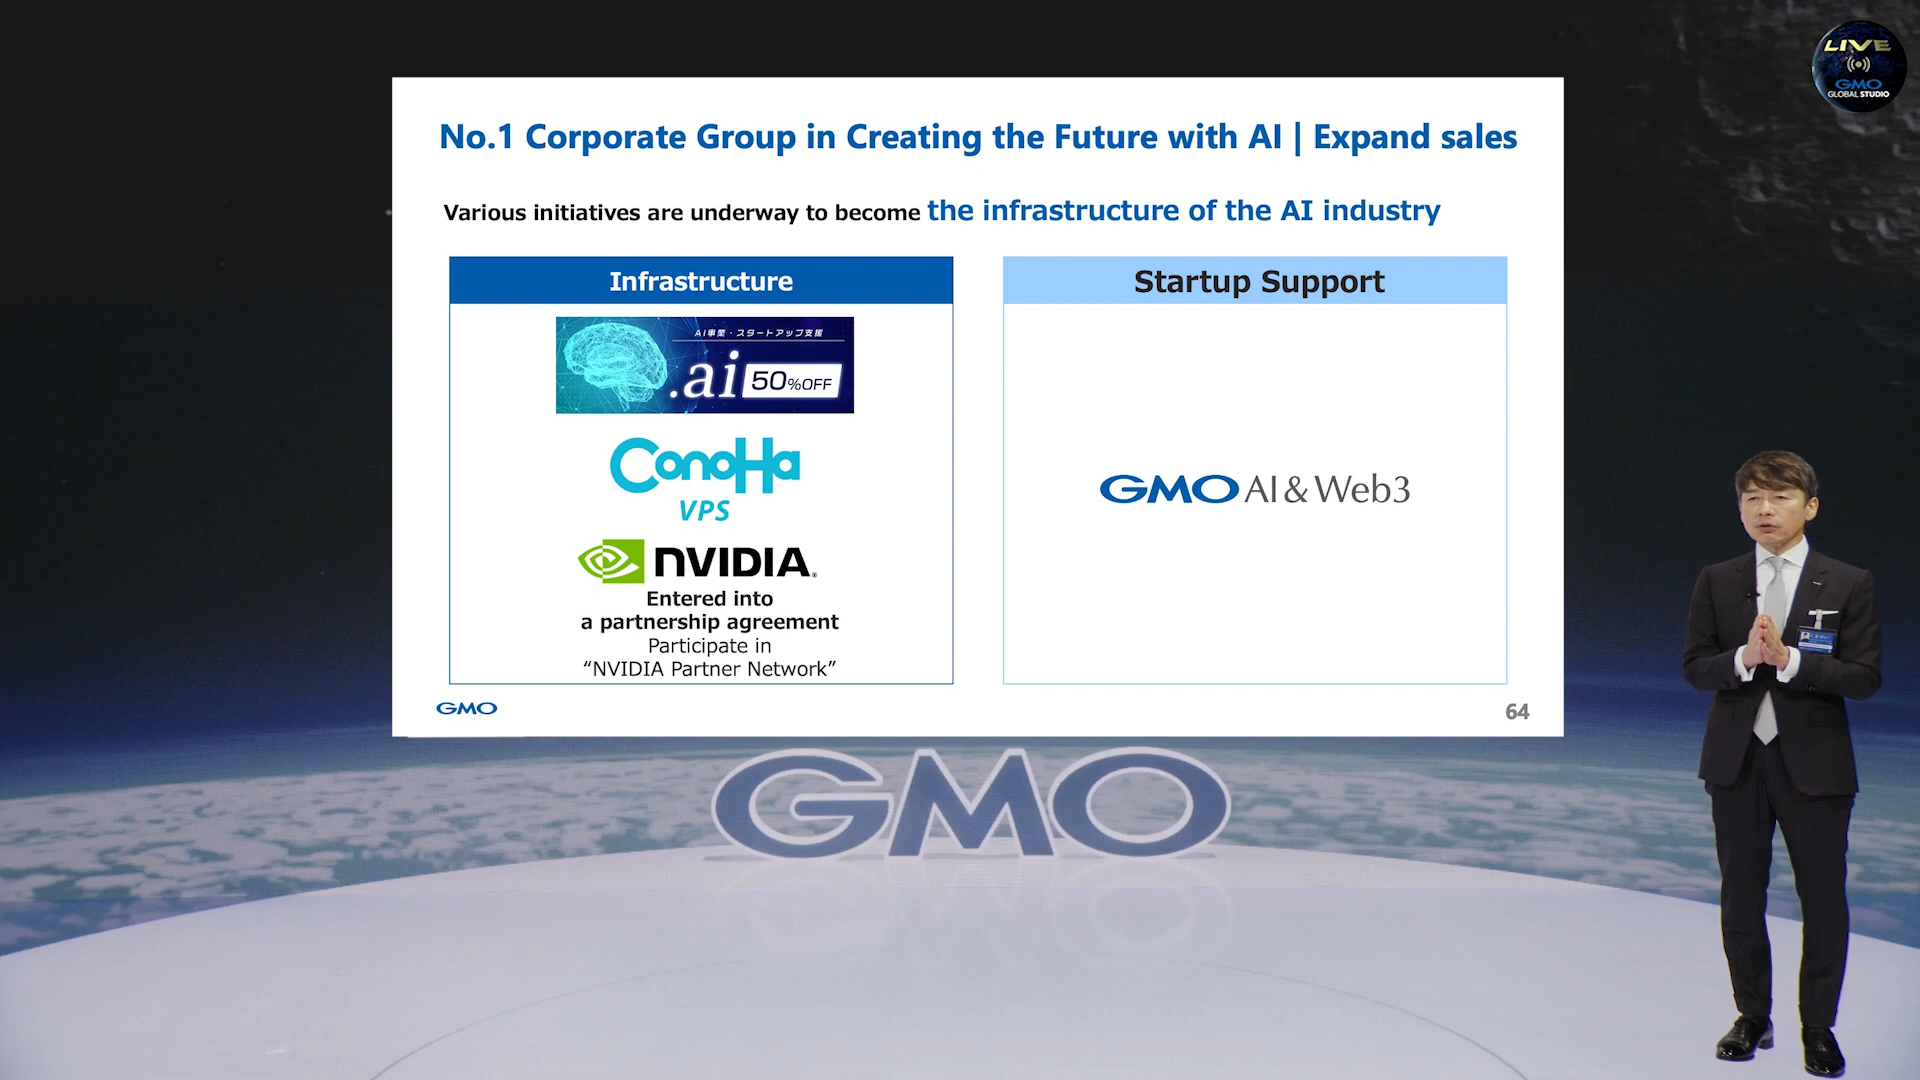 LIVE
GMO
GLOBAL STUDIO
No.1 Corporate Group in Creating the Future with AI | Expand sales
Various initiatives are underway to become the infrastructure of the AI industry
Infrastructure
AI事業・スタートアップ支援
.ai 50%OFF
ConoHa
VPS
NVIDIA®
Entered into
a partnership agreement
Participate in
“NVIDIA Partner Network”
Startup Support
GMO AI & Web3
GMO
64
GMO